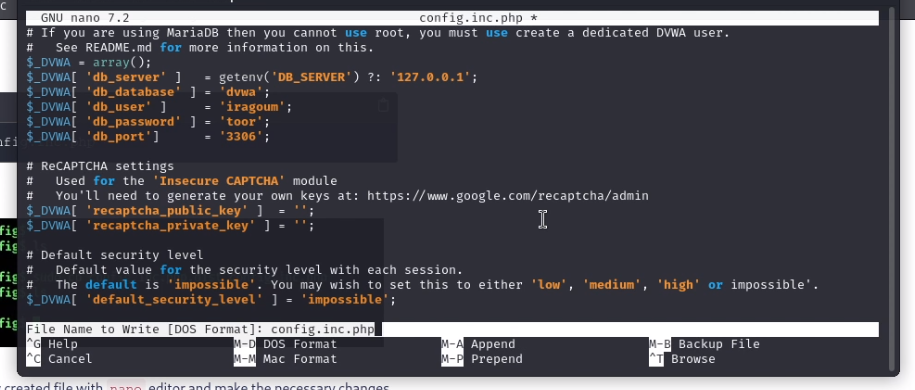 C
GNU nano 7.2 config.inc.php *
# If you are using MariaDB then you cannot use root, you must use create a dedicated DVWA user.
#   See README.md for more information on this.
$_DVWA = array();
$_DVWA[ 'db_server' ]   = getenv('DB_SERVER') ?: '127.0.0.1';
$_DVWA[ 'db_database' ] = 'dvwa';
$_DVWA[ 'db_user' ]     = 'iragoum';
$_DVWA[ 'db_password' ] = 'toor';
$_DVWA[ 'db_port']      = '3306';
# ReCAPTCHA settings
#   Used for the 'Insecure CAPTCHA' module
#   You'll need to generate your own keys at: https://www.google.com/recaptcha/admin
$_DVWA[ 'recaptcha_public_key' ]  = '';
$_DVWA[ 'recaptcha_private_key' ] = '';
# Default security level
#   Default value for the security level with each session.
#   The default is 'impossible'. You may wish to set this to either 'low', 'medium', 'high' or impossible'.
$_DVWA[ 'default_security_level' ] = 'impossible';
File Name to Write [DOS Format]: config.inc.php
^G Help M-D DOS Format M-A Append M-B Backup File
^C Cancel M-M Mac Format M-P Prepend ^T Browse
created file with nano editor and make the necessary changes